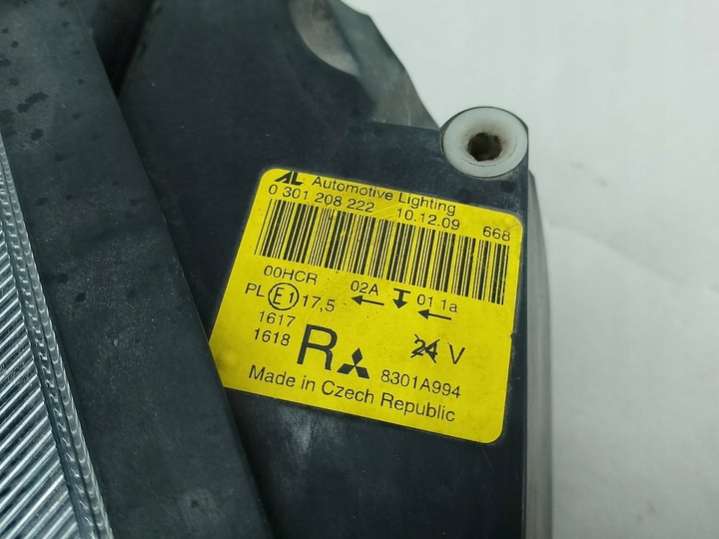 AL Automotive Lighting
0 301 208 222 10.12.09 668
00HCR 02A 01 1a
PL E1 17,5
1617
1618
R 24 V
8301A994
Made in Czech Republic